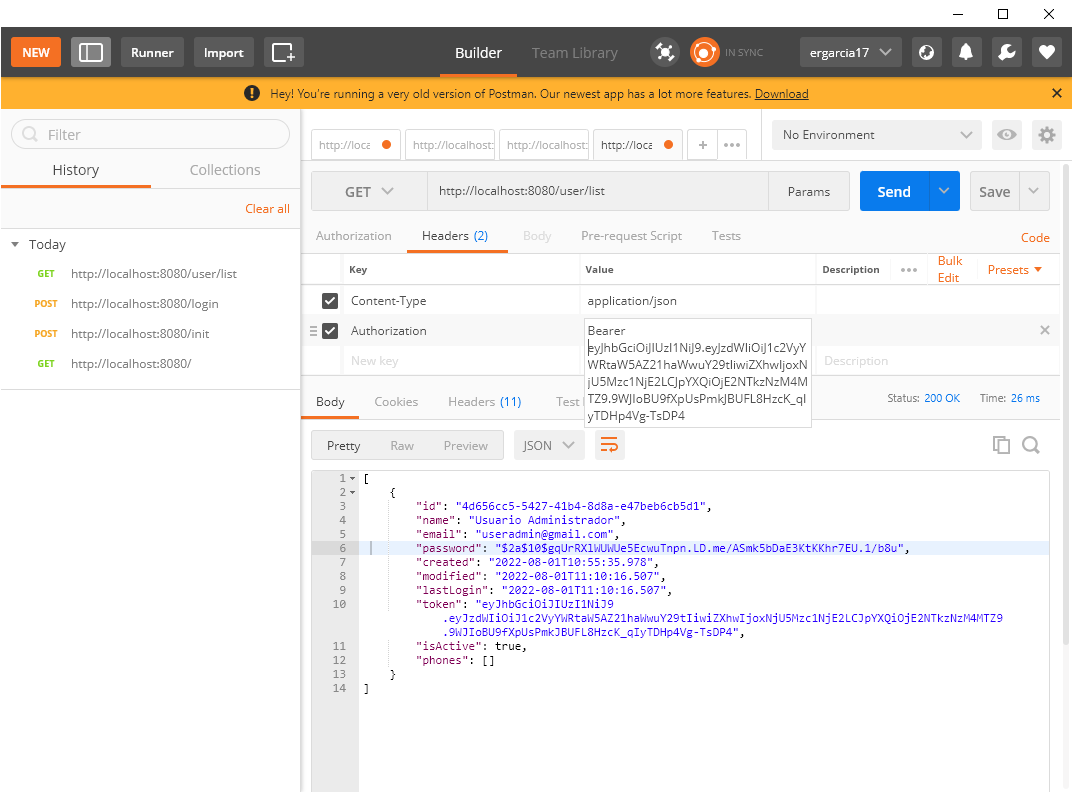 NEW
Runner
Import
Builder
Team Library
IN SYNC
ergarcia17
Hey! You're running a very old version of Postman. Our newest app has a lot more features. Download
Filter
History
Collections
Clear all
Today
GET http://localhost:8080/user/list
POST http://localhost:8080/login
POST http://localhost:8080/init
GET http://localhost:8080/
http://loca
http://localhost:
http://localhost:
http://loca
+
No Environment
GET
http://localhost:8080/user/list
Params
Send
Save
Authorization
Headers (2)
Body
Pre-request Script
Tests
Code
Key
Value
Description
Bulk
Edit
Presets
Content-Type
application/json
Authorization
Bearer
eyJhbGciOiJIUzI1NiJ9.eyJzdWIiOiJ1c2VyY
WRtaW5AZ21haWwuY29tIiwiZXhwIjoxN
jU5Mzc1NjE2LCJpYXQiOjE2NTkzNzM4M
TZ9.9WJIoBU9fXpUsPmkJBUFL8HzcK_qI
yTDHp4Vg-TsDP4
New key
Description
Body
Cookies
Headers (11)
Test
Status: 200 OK
Time: 26 ms
Pretty
Raw
Preview
JSON
1 [
2 {
3 "id": "4d656cc5-5427-41b4-8d8a-e47beb6cb5d1",
4 "name": "Usuario Administrador",
5 "email": "useradmin@gmail.com",
6 "password": "$2a$10$gqUrRXlWUWUe5EcwuTnpn.LD.me/ASmk5bDaE3KtKKhr7EU.1/b8u",
7 "created": "2022-08-01T10:55:35.978",
8 "modified": "2022-08-01T11:10:16.507",
9 "lastLogin": "2022-08-01T11:10:16.507",
10 "token": "eyJhbGciOiJIUzI1NiJ9
.eyJzdWIiOiJ1c2VyYWRtaW5AZ21haWwuY29tIiwiZXhwIjoxNjU5Mzc1NjE2LCJpYXQiOjE2NTkzNzM4MTZ9
.9WJIoBU9fXpUsPmkJBUFL8HzcK_qIyTDHp4Vg-TsDP4",
11 "isActive": true,
12 "phones": []
13 }
14 ]